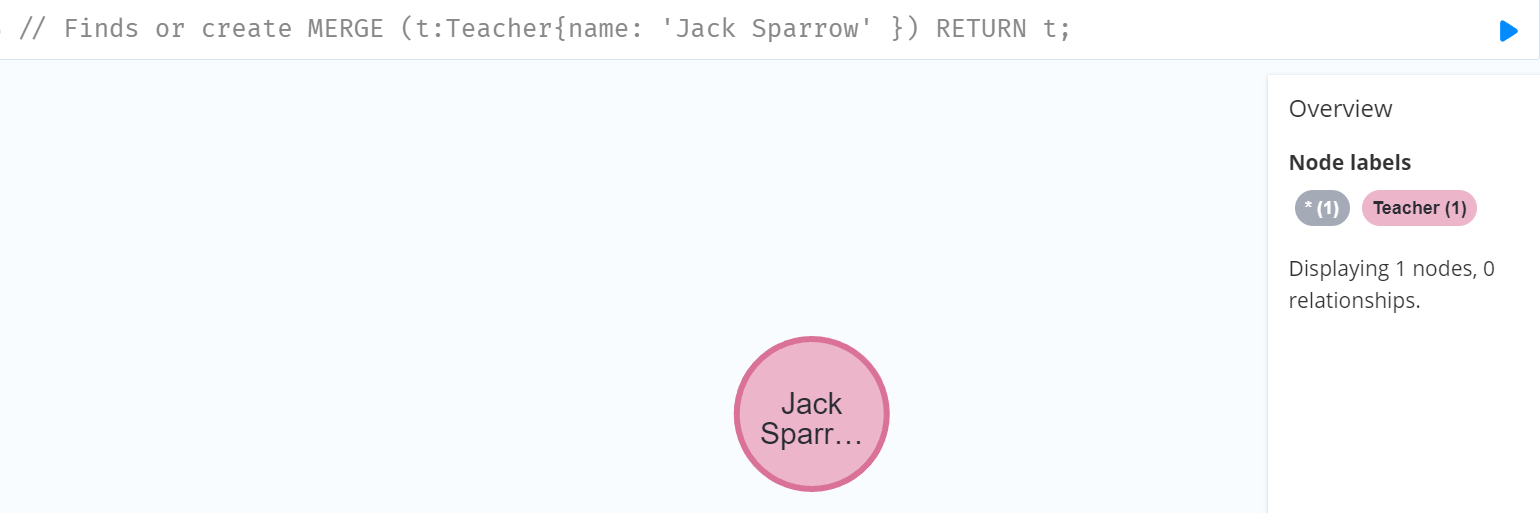 // Finds or create MERGE (t:Teacher{name: 'Jack Sparrow' }) RETURN t;
Overview
Node labels
* (1) Teacher (1)
Displaying 1 nodes, 0
relationships.
Jack
Sparr…